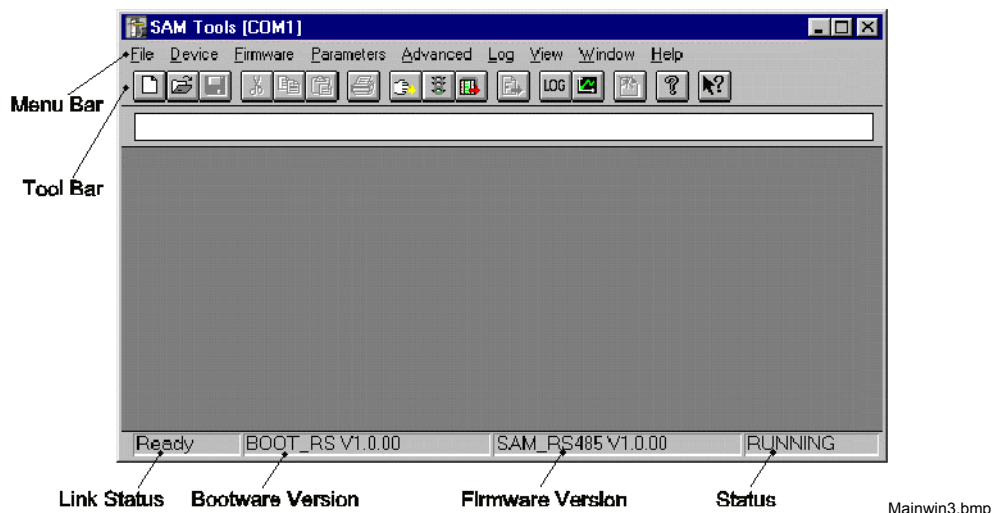 SAM Tools [COM1]
File Device Firmware Parameters Advanced Log View Window Help
Menu Bar
LOG
Tool Bar
Ready BOOT_RS V1.0.00 SAM_RS485 V1.0.00 RUNNING
Link Status Bootware Version Firmware Version Status
Mainwin3.bmp